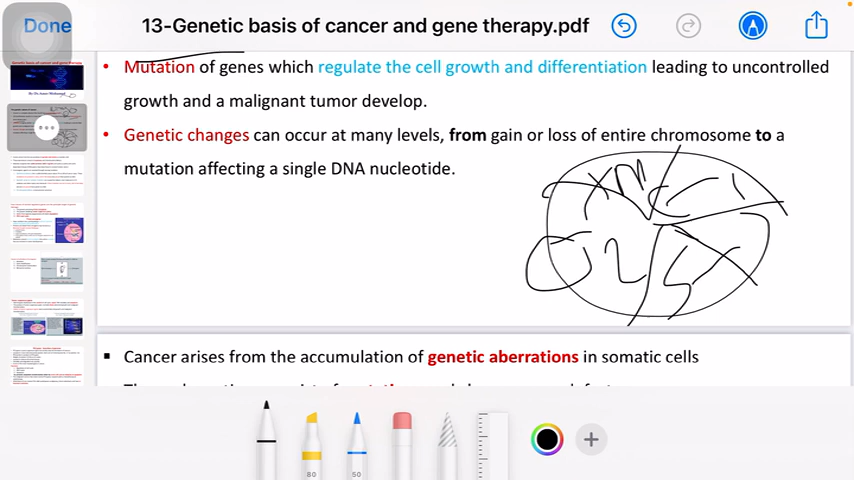 Done 13-Genetic basis of cancer and gene therapy.pdf
• Mutation of genes which regulate the cell growth and differentiation leading to uncontrolled
growth and a malignant tumor develop.
• Genetic changes can occur at many levels, from gain or loss of entire chromosome to a
mutation affecting a single DNA nucleotide.
▪ Cancer arises from the accumulation of genetic aberrations in somatic cells
80
50